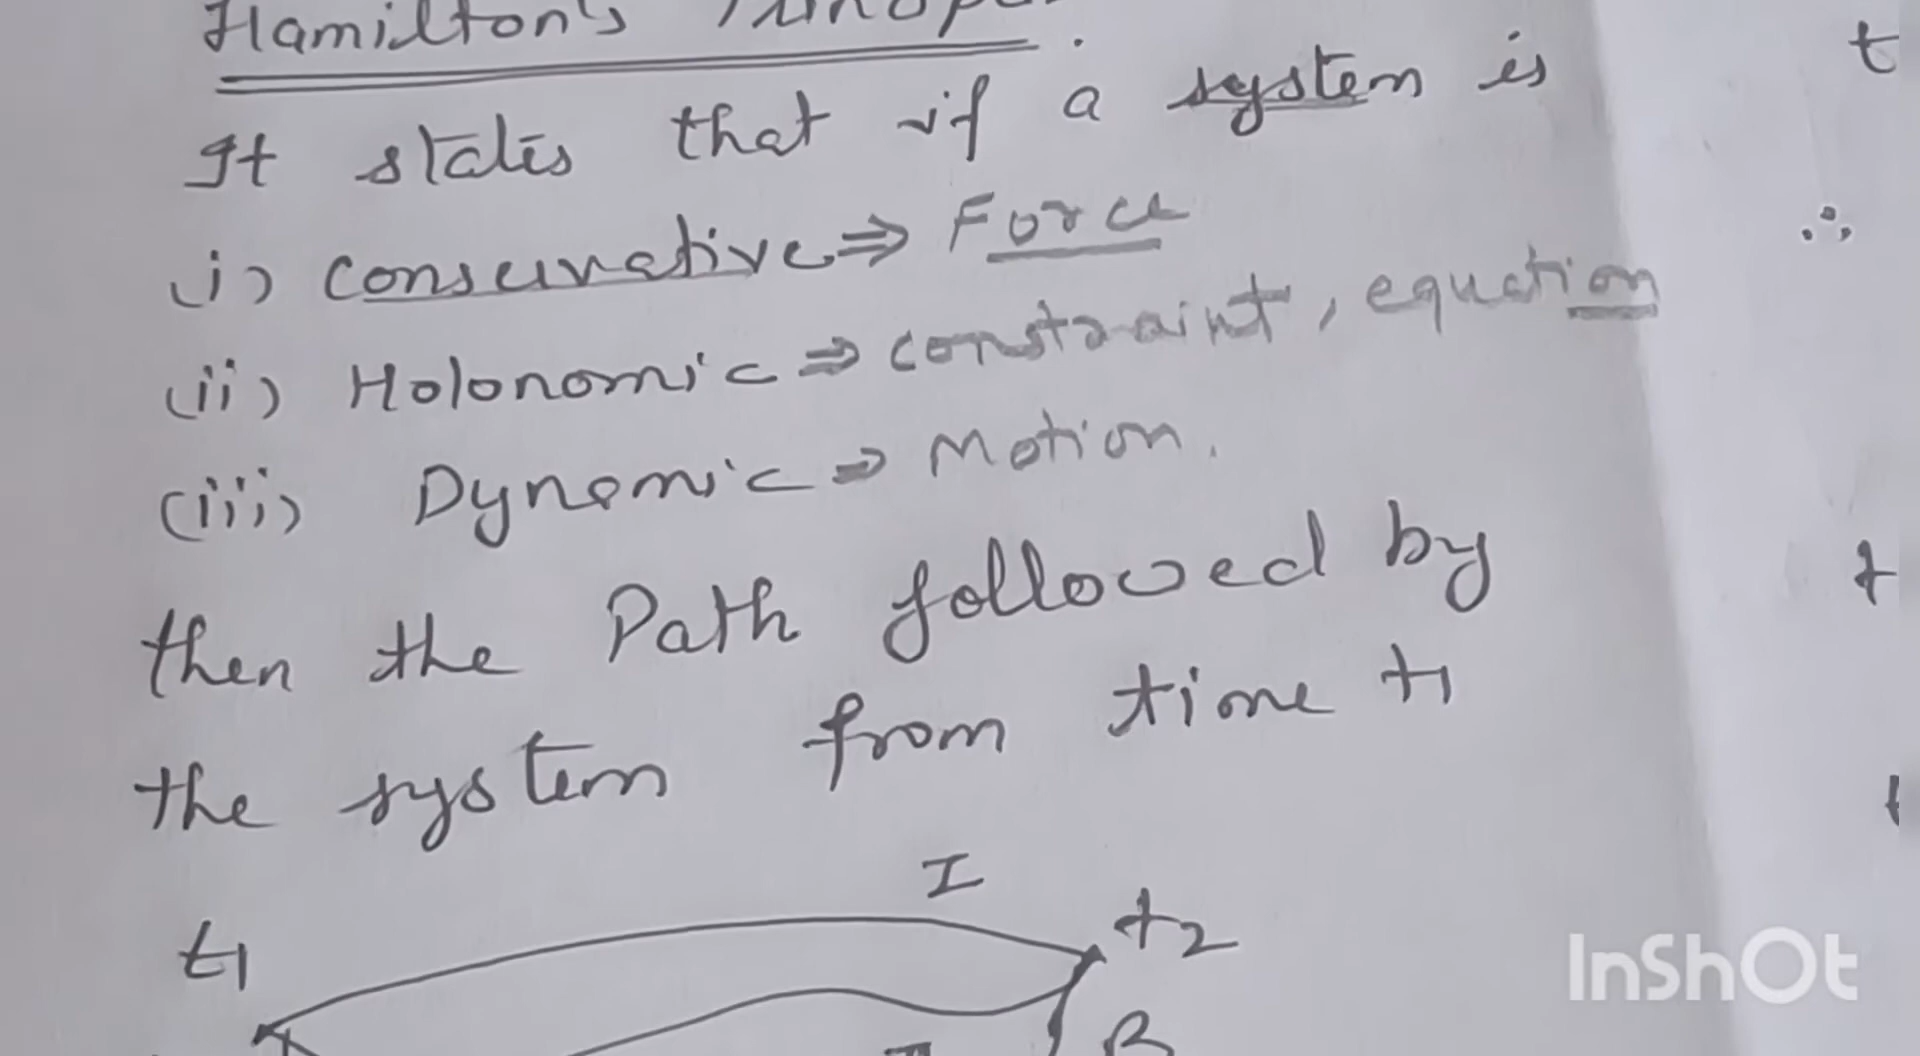 Hamilton's
It states that if a system is
(i) Conservative ⇒ Force
(ii) Holonomic ⇒ constraint, equation
(iii) Dynamic ⇒ Motion.
then the Path followed by
the system from time t1
I
t1
t2
B
t
∴
t
InShOt